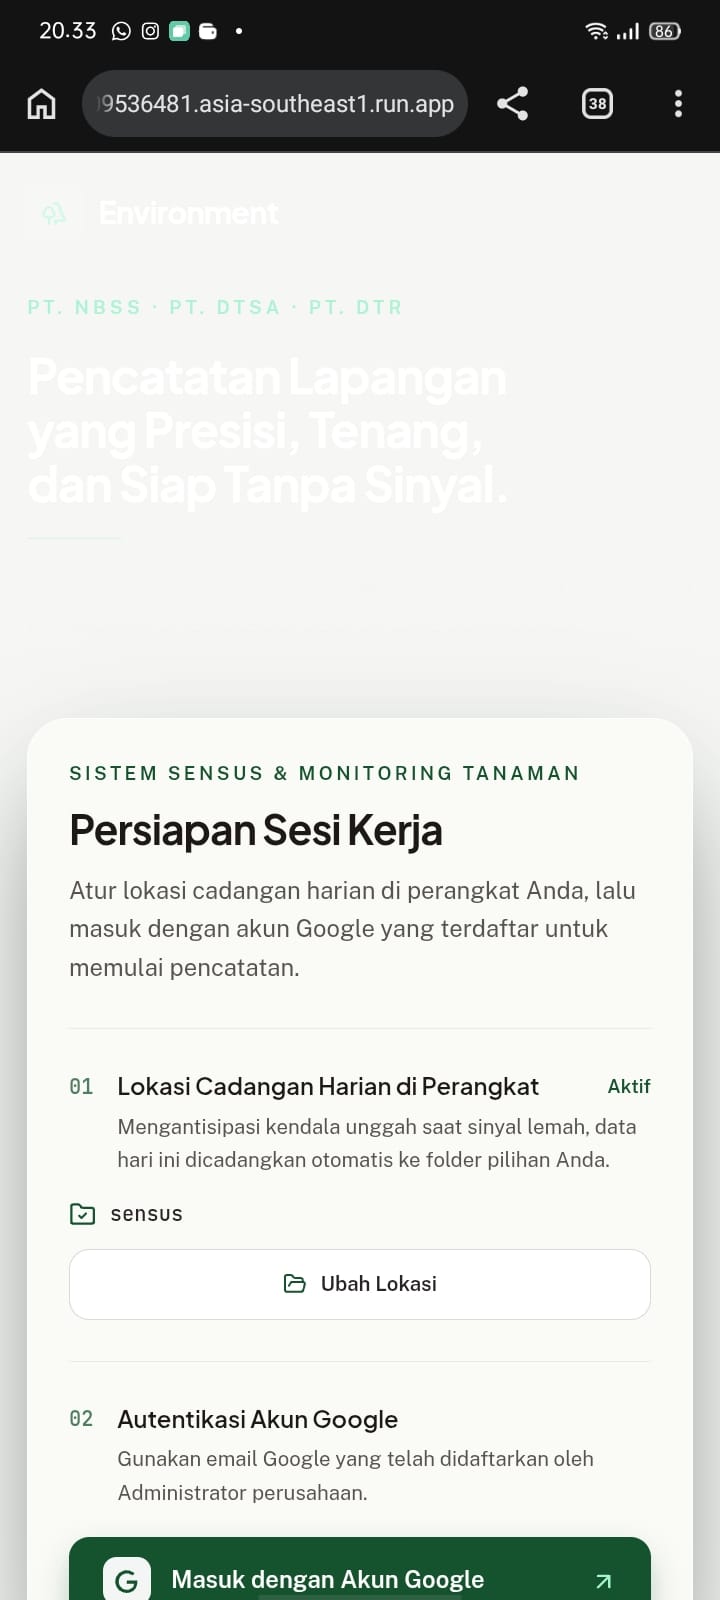 20.33
86
9536481.asia-southeast1.run.app
38
Environment
PT. NBSS · PT. DTSA · PT. DTR
Pencatatan Lapangan
yang Presisi, Tenang,
dan Siap Tanpa Sinyal.
SISTEM SENSUS & MONITORING TANAMAN
Persiapan Sesi Kerja
Atur lokasi cadangan harian di perangkat Anda, lalu
masuk dengan akun Google yang terdaftar untuk
memulai pencatatan.
01 Lokasi Cadangan Harian di Perangkat Aktif
Mengantisipasi kendala unggah saat sinyal lemah, data
hari ini dicadangkan otomatis ke folder pilihan Anda.
sensus
Ubah Lokasi
02 Autentikasi Akun Google
Gunakan email Google yang telah didaftarkan oleh
Administrator perusahaan.
G Masuk dengan Akun Google